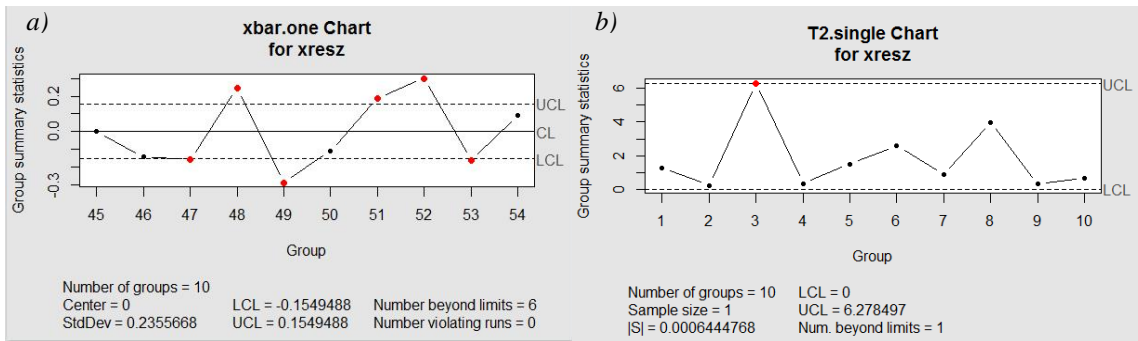 a)
xbar.one Chart
for xresz
Group summary statistics
0.2
0.0
-0.3
UCL
CL
LCL
45 46 47 48 49 50 51 52 53 54
Group
Number of groups = 10
Center = 0
StdDev = 0.2355668
LCL = -0.1549488
UCL = 0.1549488
Number beyond limits = 6
Number violating runs = 0
b)
T2.single Chart
for xresz
Group summary statistics
6
4
2
0
UCL
LCL
1 2 3 4 5 6 7 8 9 10
Group
Number of groups = 10
Sample size = 1
|S| = 0.0006444768
LCL = 0
UCL = 6.278497
Num. beyond limits = 1